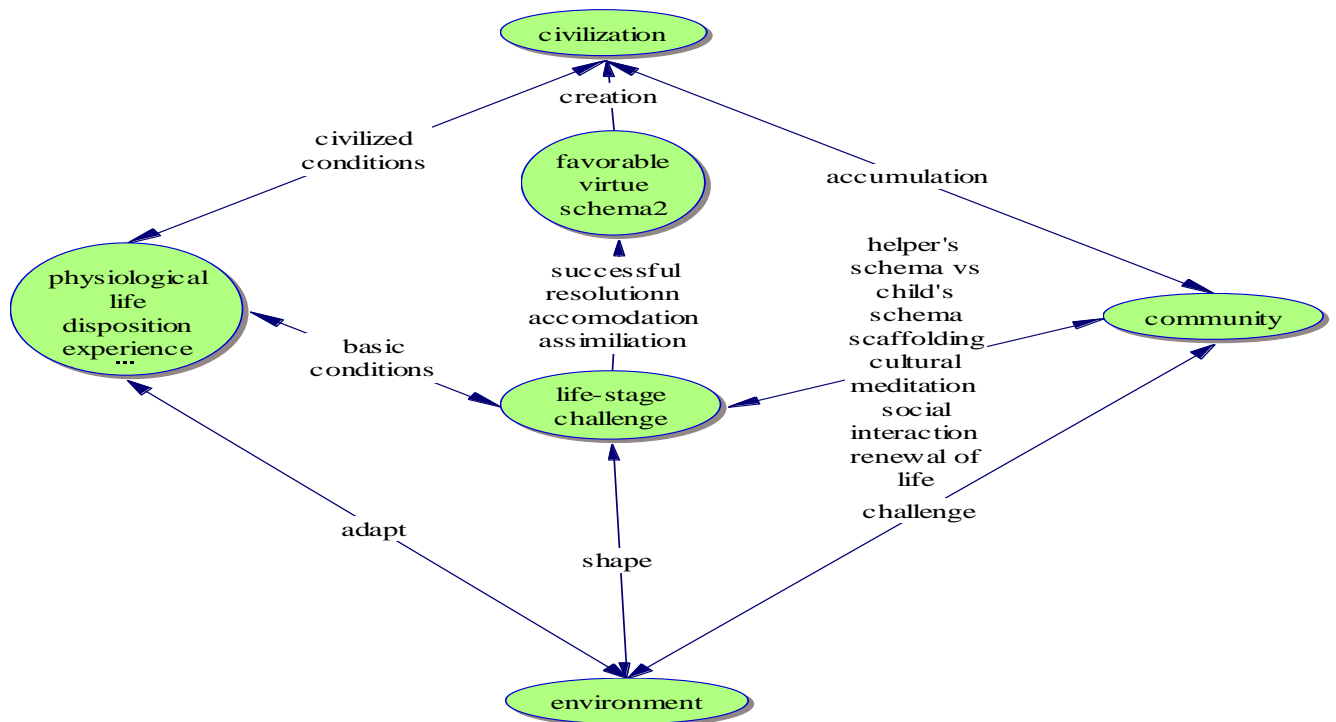 civilization
creation
civilized
conditions
favorable
virtue
schema2
accumulation
physiological
life
disposition
experience
...
successful
resolutionn
accomodation
assimiliation
helper's
schema vs
child's
schema
scaffolding
cultural
meditation
social
interaction
renewal of
life
community
basic
conditions
life-stage
challenge
challenge
adapt
shape
environment